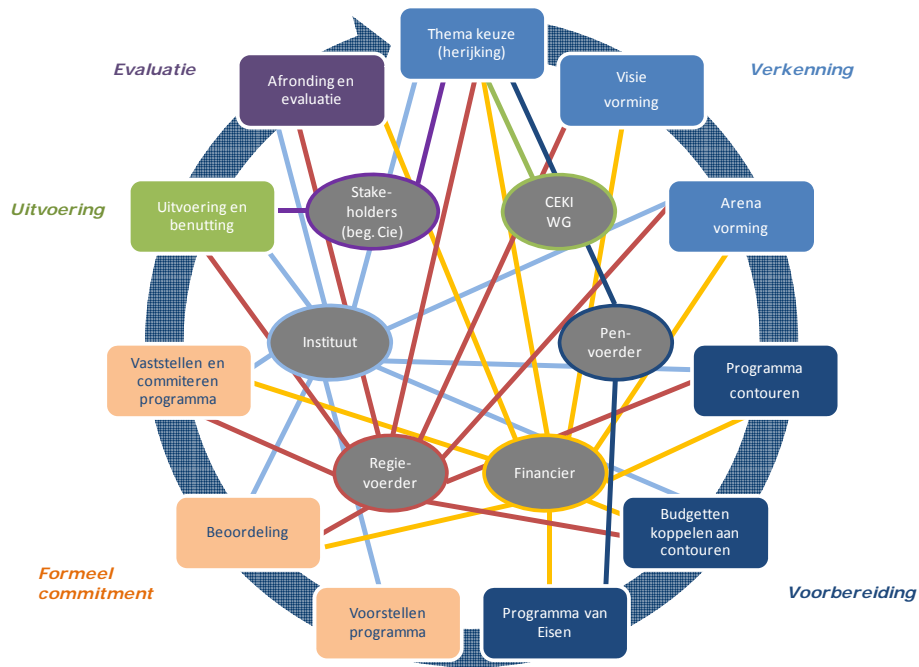 Thema keuze
(herijking)
Evaluatie
Afronding en
evaluatie
Visie
vorming
Verkenning
Uitvoering
Uitvoering en
benutting
Stake-
holders
(beg. Cie)
CEKI
WG
Arena
vorming
Instituut
Pen-
voerder
Vaststellen en
commiteren
programma
Programma
contouren
Regie-
voerder
Financier
Beoordeling
Budgetten
koppelen aan
contouren
Formeel
commitment
Voorstellen
programma
Programma van
Eisen
Voorbereiding